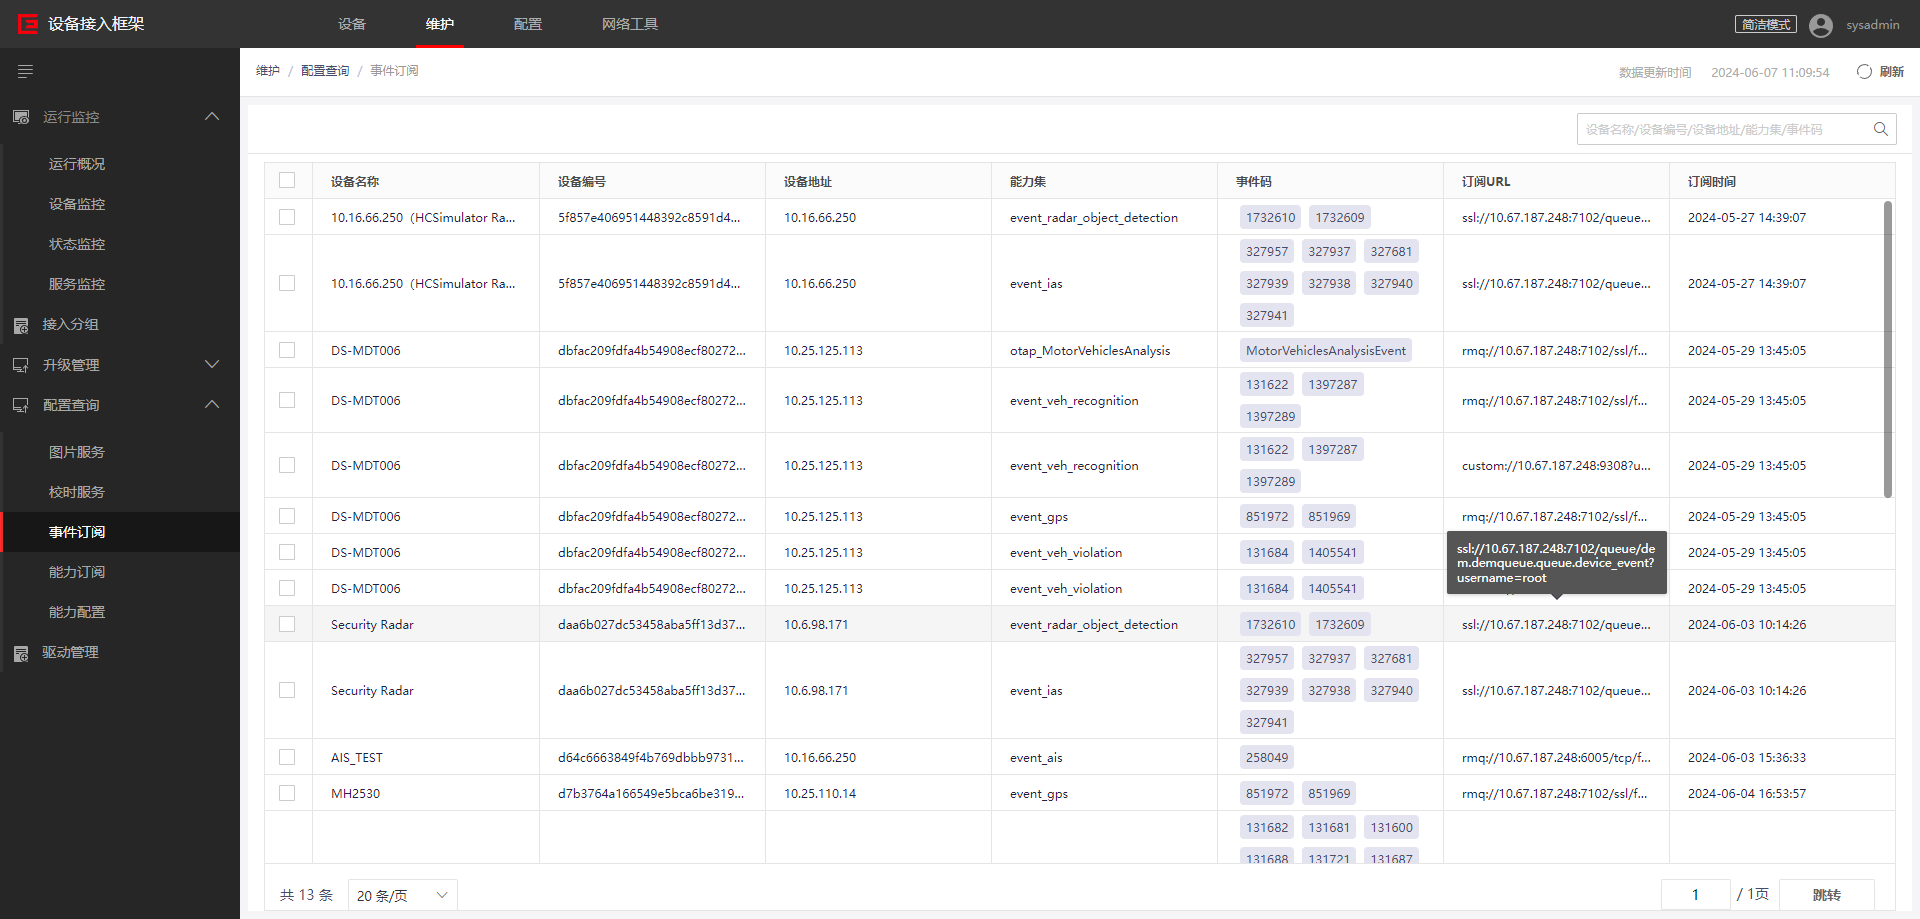 设备接入框架
设备
维护
配置
网络工具
简洁模式
sysadmin
维护 / 配置查询 / 事件订阅
数据更新时间 2024-06-07 11:09:54
刷新
运行监控
运行概况
设备监控
状态监控
服务监控
接入分组
升级管理
配置查询
图片服务
校时服务
事件订阅
能力订阅
能力配置
驱动管理
设备名称/设备编号/设备地址/能力集/事件码
设备名称 设备编号 设备地址 能力集 事件码 订阅URL 订阅时间
10.16.66.250（HCSimulator Ra... 5f857e406951448392c8591d4... 10.16.66.250 event_radar_object_detection 1732610 1732609 ssl://10.67.187.248:7102/queue... 2024-05-27 14:39:07
327957 327937 327681
10.16.66.250（HCSimulator Ra... 5f857e406951448392c8591d4... 10.16.66.250 event_ias 327939 327938 327940 ssl://10.67.187.248:7102/queue... 2024-05-27 14:39:07
327941
DS-MDT006 dbfac209fdfa4b54908ecf80272... 10.25.125.113 otap_MotorVehiclesAnalysis MotorVehiclesAnalysisEvent rmq://10.67.187.248:7102/ssl/f... 2024-05-29 13:45:05
131622 1397287
DS-MDT006 dbfac209fdfa4b54908ecf80272... 10.25.125.113 event_veh_recognition rmq://10.67.187.248:7102/ssl/f... 2024-05-29 13:45:05
1397289
131622 1397287
DS-MDT006 dbfac209fdfa4b54908ecf80272... 10.25.125.113 event_veh_recognition custom://10.67.187.248:9308?u... 2024-05-29 13:45:05
1397289
DS-MDT006 dbfac209fdfa4b54908ecf80272... 10.25.125.113 event_gps 851972 851969 rmq://10.67.187.248:7102/ssl/f... 2024-05-29 13:45:05
DS-MDT006 dbfac209fdfa4b54908ecf80272... 10.25.125.113 event_veh_violation 131684 1405541 2024-05-29 13:45:05
DS-MDT006 dbfac209fdfa4b54908ecf80272... 10.25.125.113 event_veh_violation 131684 1405541 2024-05-29 13:45:05
ssl://10.67.187.248:7102/queue/de
m.demqueue.queue.device_event?
username=root
Security Radar daa6b027dc53458aba5ff13d37... 10.6.98.171 event_radar_object_detection 1732610 1732609 ssl://10.67.187.248:7102/queue... 2024-06-03 10:14:26
327957 327937 327681
Security Radar daa6b027dc53458aba5ff13d37... 10.6.98.171 event_ias 327939 327938 327940 ssl://10.67.187.248:7102/queue... 2024-06-03 10:14:26
327941
AIS_TEST d64c6663849f4b769dbbb9731... 10.16.66.250 event_ais 258049 rmq://10.67.187.248:6005/tcp/f... 2024-06-03 15:36:33
MH2530 d7b3764a166549e5bca6be319... 10.25.110.14 event_gps 851972 851969 rmq://10.67.187.248:7102/ssl/f... 2024-06-04 16:53:57
131682 131681 131600
131688 131721 131687
共 13 条 20 条/页
1 / 1页 跳转